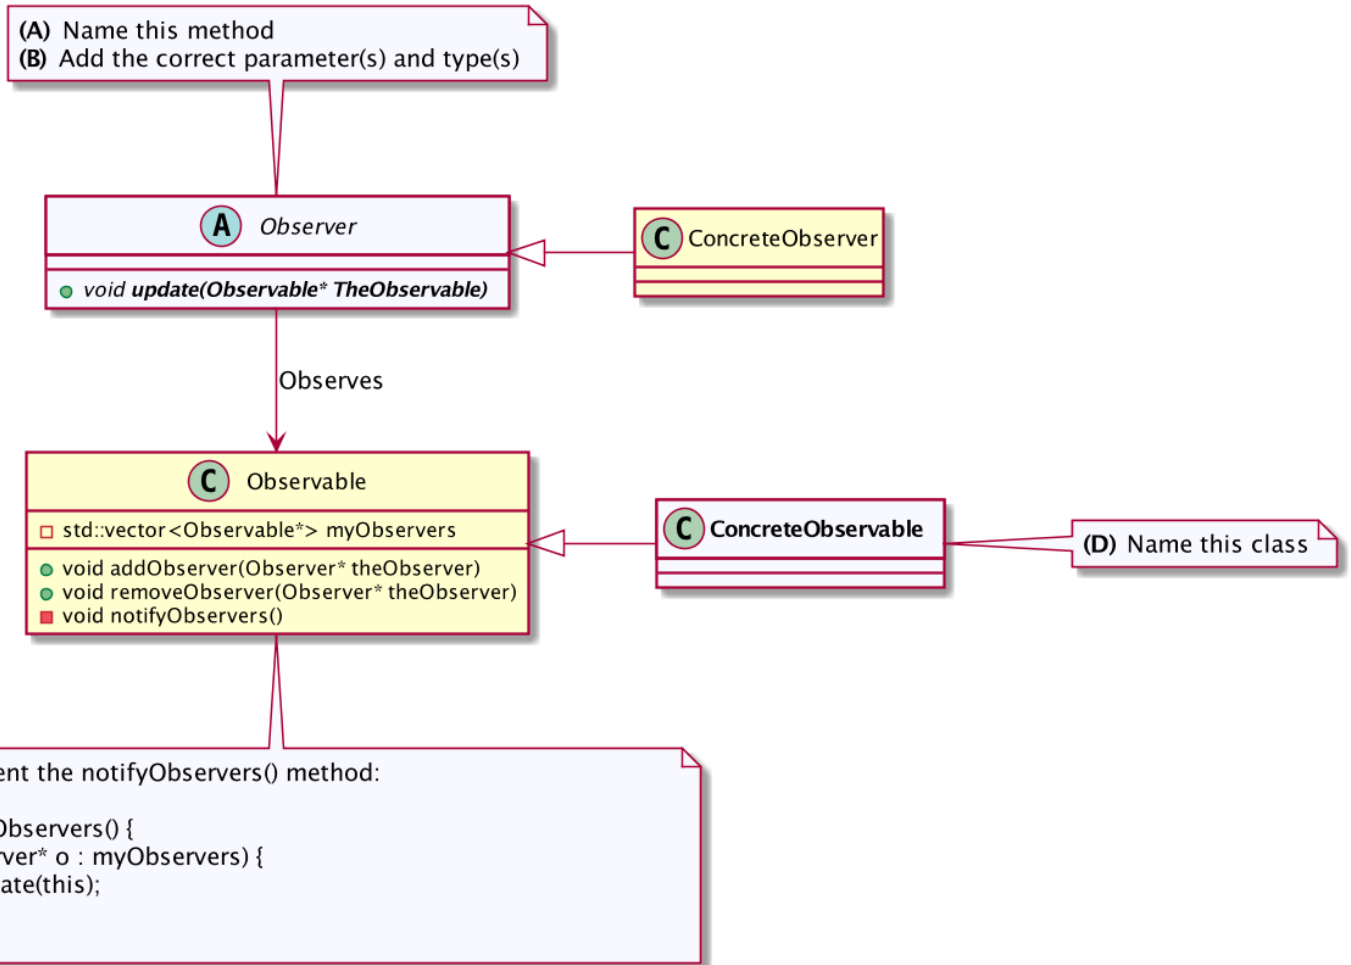 (A) Name this method
(B) Add the correct parameter(s) and type(s)
A Observer
void update(Observable* TheObservable)
C ConcreteObserver
Observes
C Observable
std::vector<Observable*> myObservers
void addObserver(Observer* theObserver)
void removeObserver(Observer* theObserver)
void notifyObservers()
C ConcreteObservable
(D) Name this class
ent the notifyObservers() method:
Observers() {
rver* o : myObservers) {
ate(this);